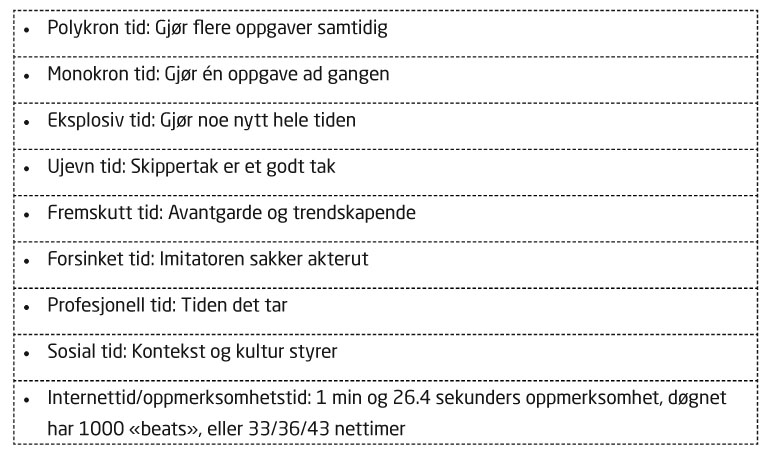 • Polykron tid: Gjør flere oppgaver samtidig
• Monokron tid: Gjør én oppgave ad gangen
• Eksplosiv tid: Gjør noe nytt hele tiden
• Ujevn tid: Skippertak er et godt tak
• Fremskutt tid: Avantgarde og trendskapende
• Forsinket tid: Imitatoren sakker akterut
• Profesjonell tid: Tiden det tar
• Sosial tid: Kontekst og kultur styrer
• Internettid/oppmerksomhetstid: 1 min og 26.4 sekunders oppmerksomhet, døgnet
har 1000 «beats», eller 33/36/43 nettimer